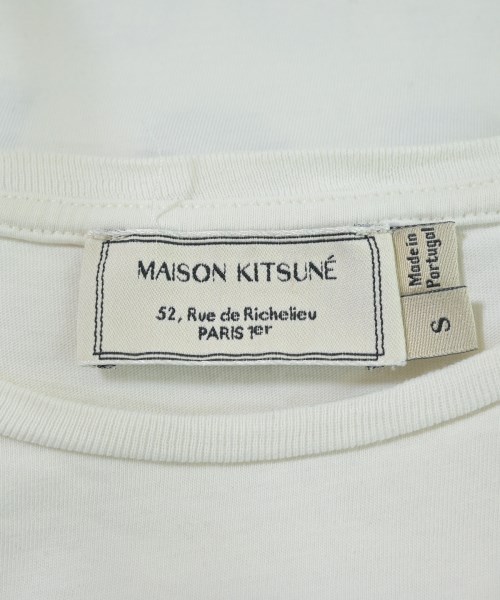 MAISON KITSUNÉ
52, Rue de Richelieu
PARIS 1er
Made in
Portugal
S